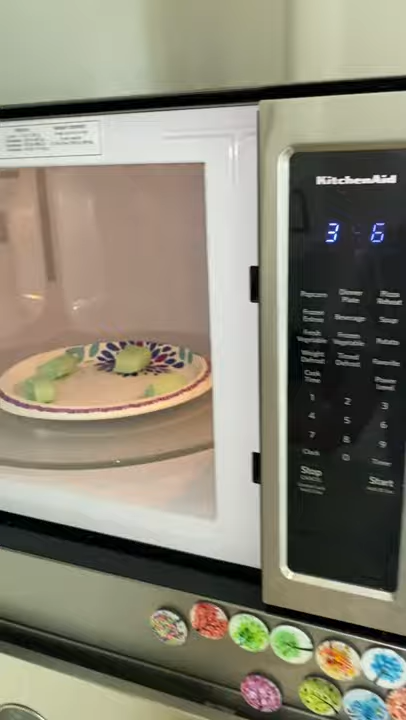 KitchenAid
3 6
Popcorn Dinner Plate Pizza Reheat
Frozen Entree Beverage Soup
Fresh Vegetable Frozen Vegetable Potato
Weight Defrost Timed Defrost Favorite
Cook Time Power Level
1 2 3
4 5 6
7 8 9
Clock 0 Timer
Stop Start